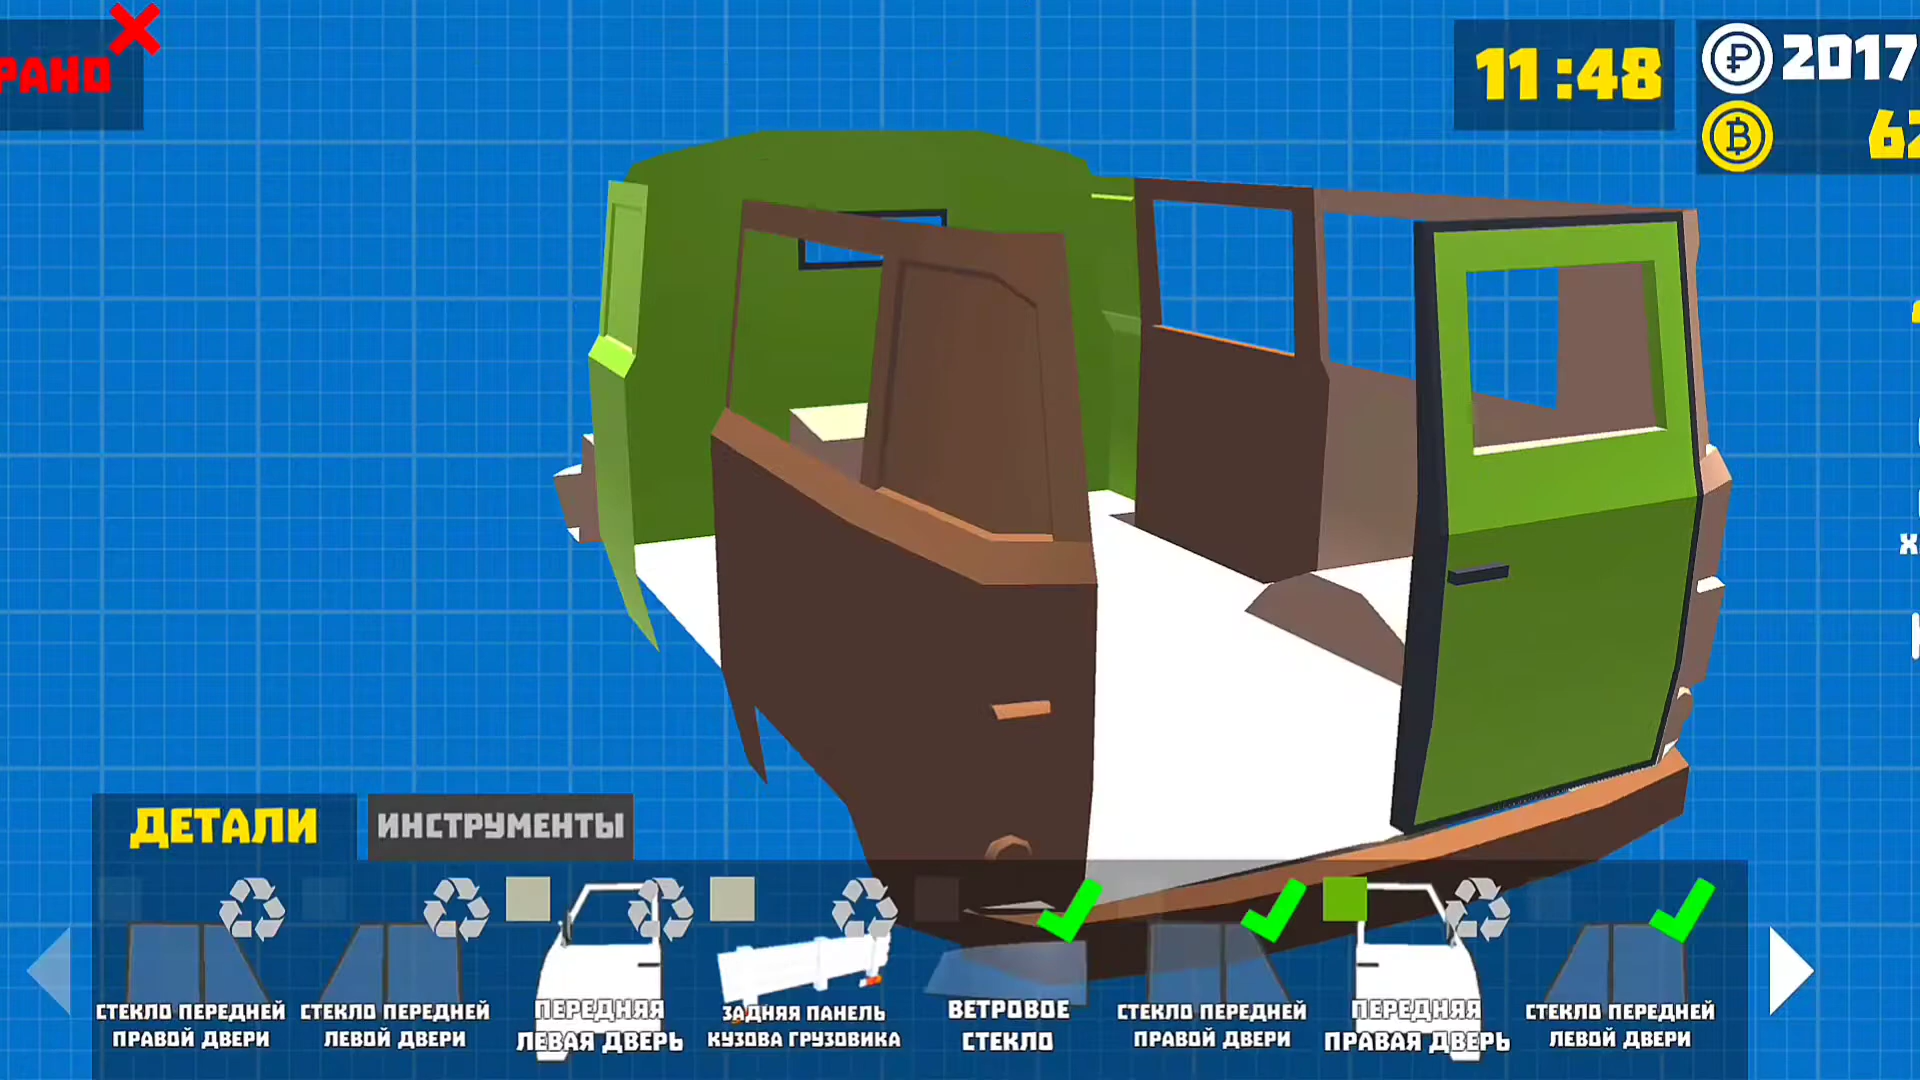 РАНО
11:48
2017
62
ДЕТАЛИ
ИНСТРУМЕНТЫ
СТЕКЛО ПЕРЕДНЕЙ
ПРАВОЙ ДВЕРИ
СТЕКЛО ПЕРЕДНЕЙ
ЛЕВОЙ ДВЕРИ
ПЕРЕДНЯЯ
ЛЕВАЯ ДВЕРЬ
ЗАДНЯЯ ПАНЕЛЬ
КУЗОВА ГРУЗОВИКА
ВЕТРОВОЕ
СТЕКЛО
СТЕКЛО ПЕРЕДНЕЙ
ПРАВОЙ ДВЕРИ
ПЕРЕДНЯЯ
ПРАВАЯ ДВЕРЬ
СТЕКЛО ПЕРЕДНЕЙ
ЛЕВОЙ ДВЕРИ